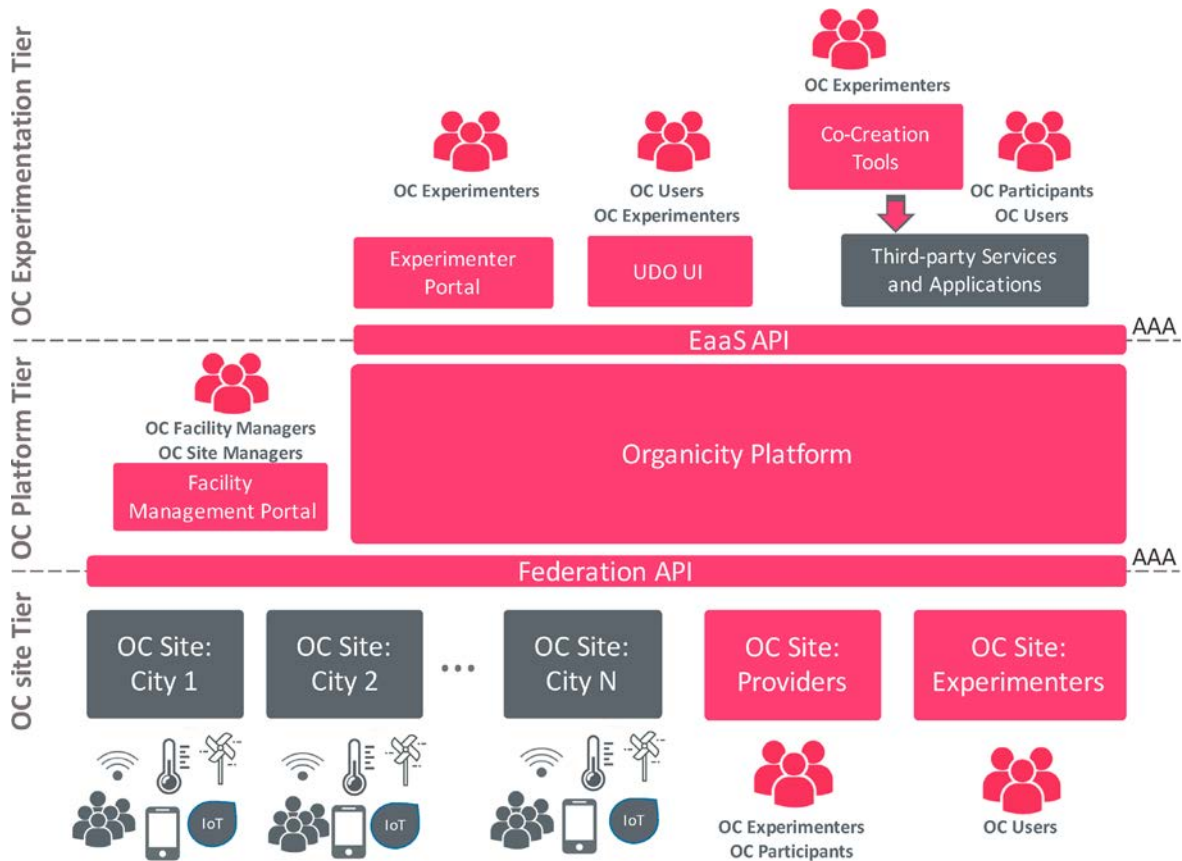 OC Experimentation Tier
OC Experimenters
Co-Creation
Tools
OC Experimenters
OC Users
OC Experimenters
OC Participants
OC Users
Experimenter
Portal
UDO UI
Third-party Services
and Applications
EaaS API
AAA
OC Platform Tier
OC Facility Managers
OC Site Managers
Facility
Management Portal
Organicity Platform
Federation API
AAA
OC site Tier
OC Site:
City 1
OC Site:
City 2
...
OC Site:
City N
OC Site:
Providers
OC Site:
Experimenters
IoT
IoT
IoT
OC Experimenters
OC Participants
OC Users